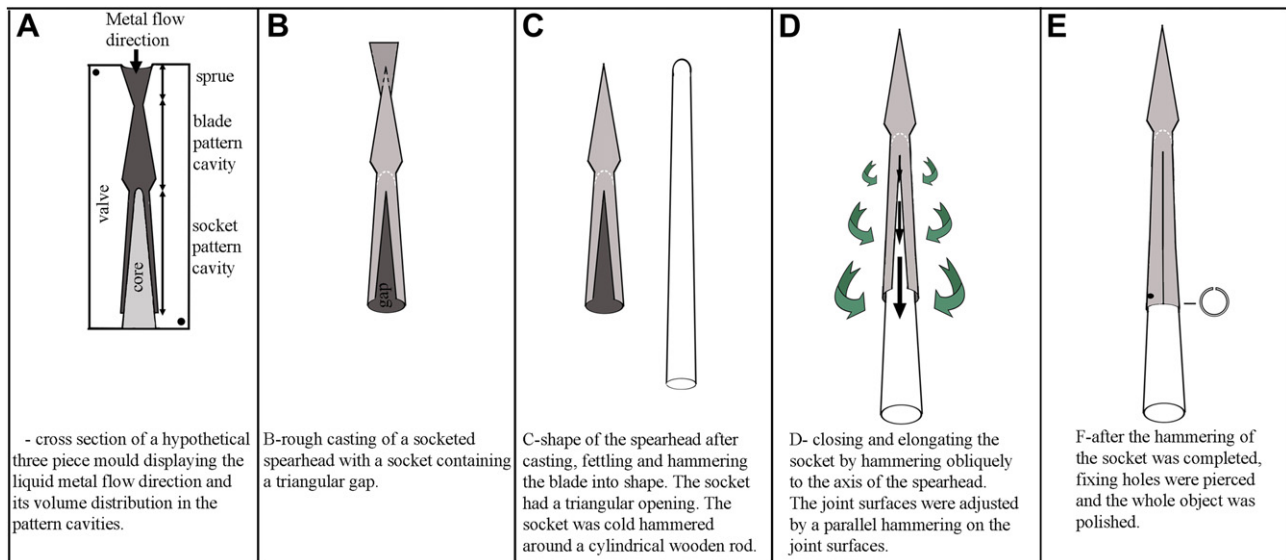 A
Metal flow
direction
sprue
blade
pattern
cavity
valve
socket
pattern
cavity
core
- cross section of a hypothetical
three piece mould displaying the
liquid metal flow direction and
its volume distribution in the
pattern cavities.
B
gap
B-rough casting of a socketed
spearhead with a socket containing
a triangular gap.
C
C-shape of the spearhead after
casting, fettling and hammering
the blade into shape. The socket
had a triangular opening. The
socket was cold hammered
around a cylindrical wooden rod.
D
D- closing and elongating the
socket by hammering obliquely
to the axis of the spearhead.
The joint surfaces were adjusted
by a parallel hammering on the
joint surfaces.
E
F-after the hammering of
the socket was completed,
fixing holes were pierced
and the whole object was
polished.